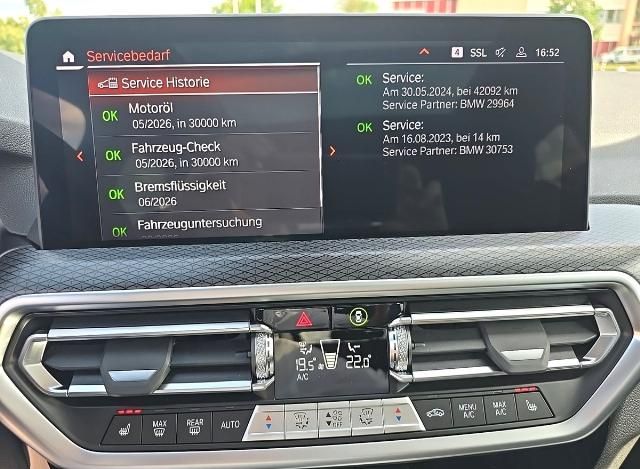 Servicebedarf
4 SSL 16:52
Service Historie
OK Motoröl
05/2026, in 30000 km
OK Fahrzeug-Check
05/2026, in 30000 km
OK Bremsflüssigkeit
06/2026
OK Fahrzeuguntersuchung
OK Service:
Am 30.05.2024, bei 42092 km
Service Partner: BMW 29964
OK Service:
Am 16.08.2023, bei 14 km
Service Partner: BMW 30753
19.5° 22.0°
A/C
MAX
REAR
AUTO
OFF
MENU
A/C
MAX
A/C